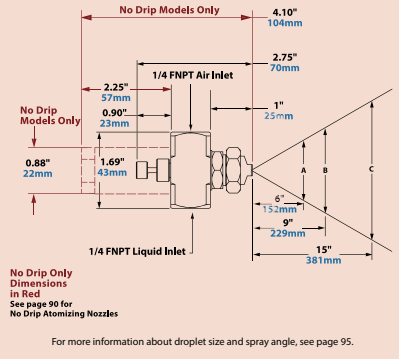 No Drip Models Only
4.10"
104mm
2.75"
70mm
1/4 FNPT Air Inlet
2.25"
57mm
0.90"
23mm
1"
25mm
No Drip
Models Only
0.88"
22mm
1.69"
43mm
A
B
C
6"
152mm
9"
229mm
15"
381mm
1/4 FNPT Liquid Inlet
No Drip Only
Dimensions
in Red
See page 90 for
No Drip Atomizing Nozzles
For more information about droplet size and spray angle, see page 95.